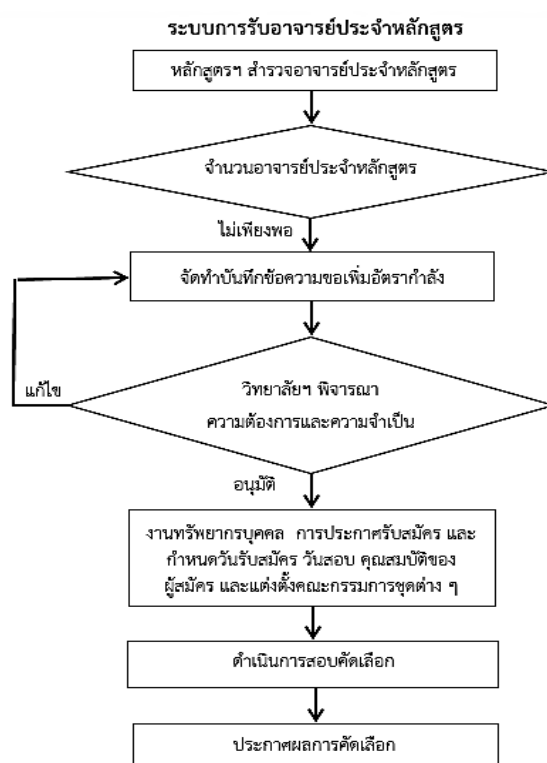 ระบบการรับอาจารย์ประจำหลักสูตร
หลักสูตรฯ สำรวจอาจารย์ประจำหลักสูตร
จำนวนอาจารย์ประจำหลักสูตร
ไม่เพียงพอ
จัดทำบันทึกข้อความขอเพิ่มอัตรากำลัง
แก้ไข
วิทยาลัยฯ พิจารณา
ความต้องการและความจำเป็น
อนุมัติ
งานทรัพยากรบุคคล การประกาศรับสมัคร และ
กำหนดวันรับสมัคร วันสอบ คุณสมบัติของ
ผู้สมัคร และแต่งตั้งคณะกรรมการชุดต่าง ๆ
ดำเนินการสอบคัดเลือก
ประกาศผลการคัดเลือก